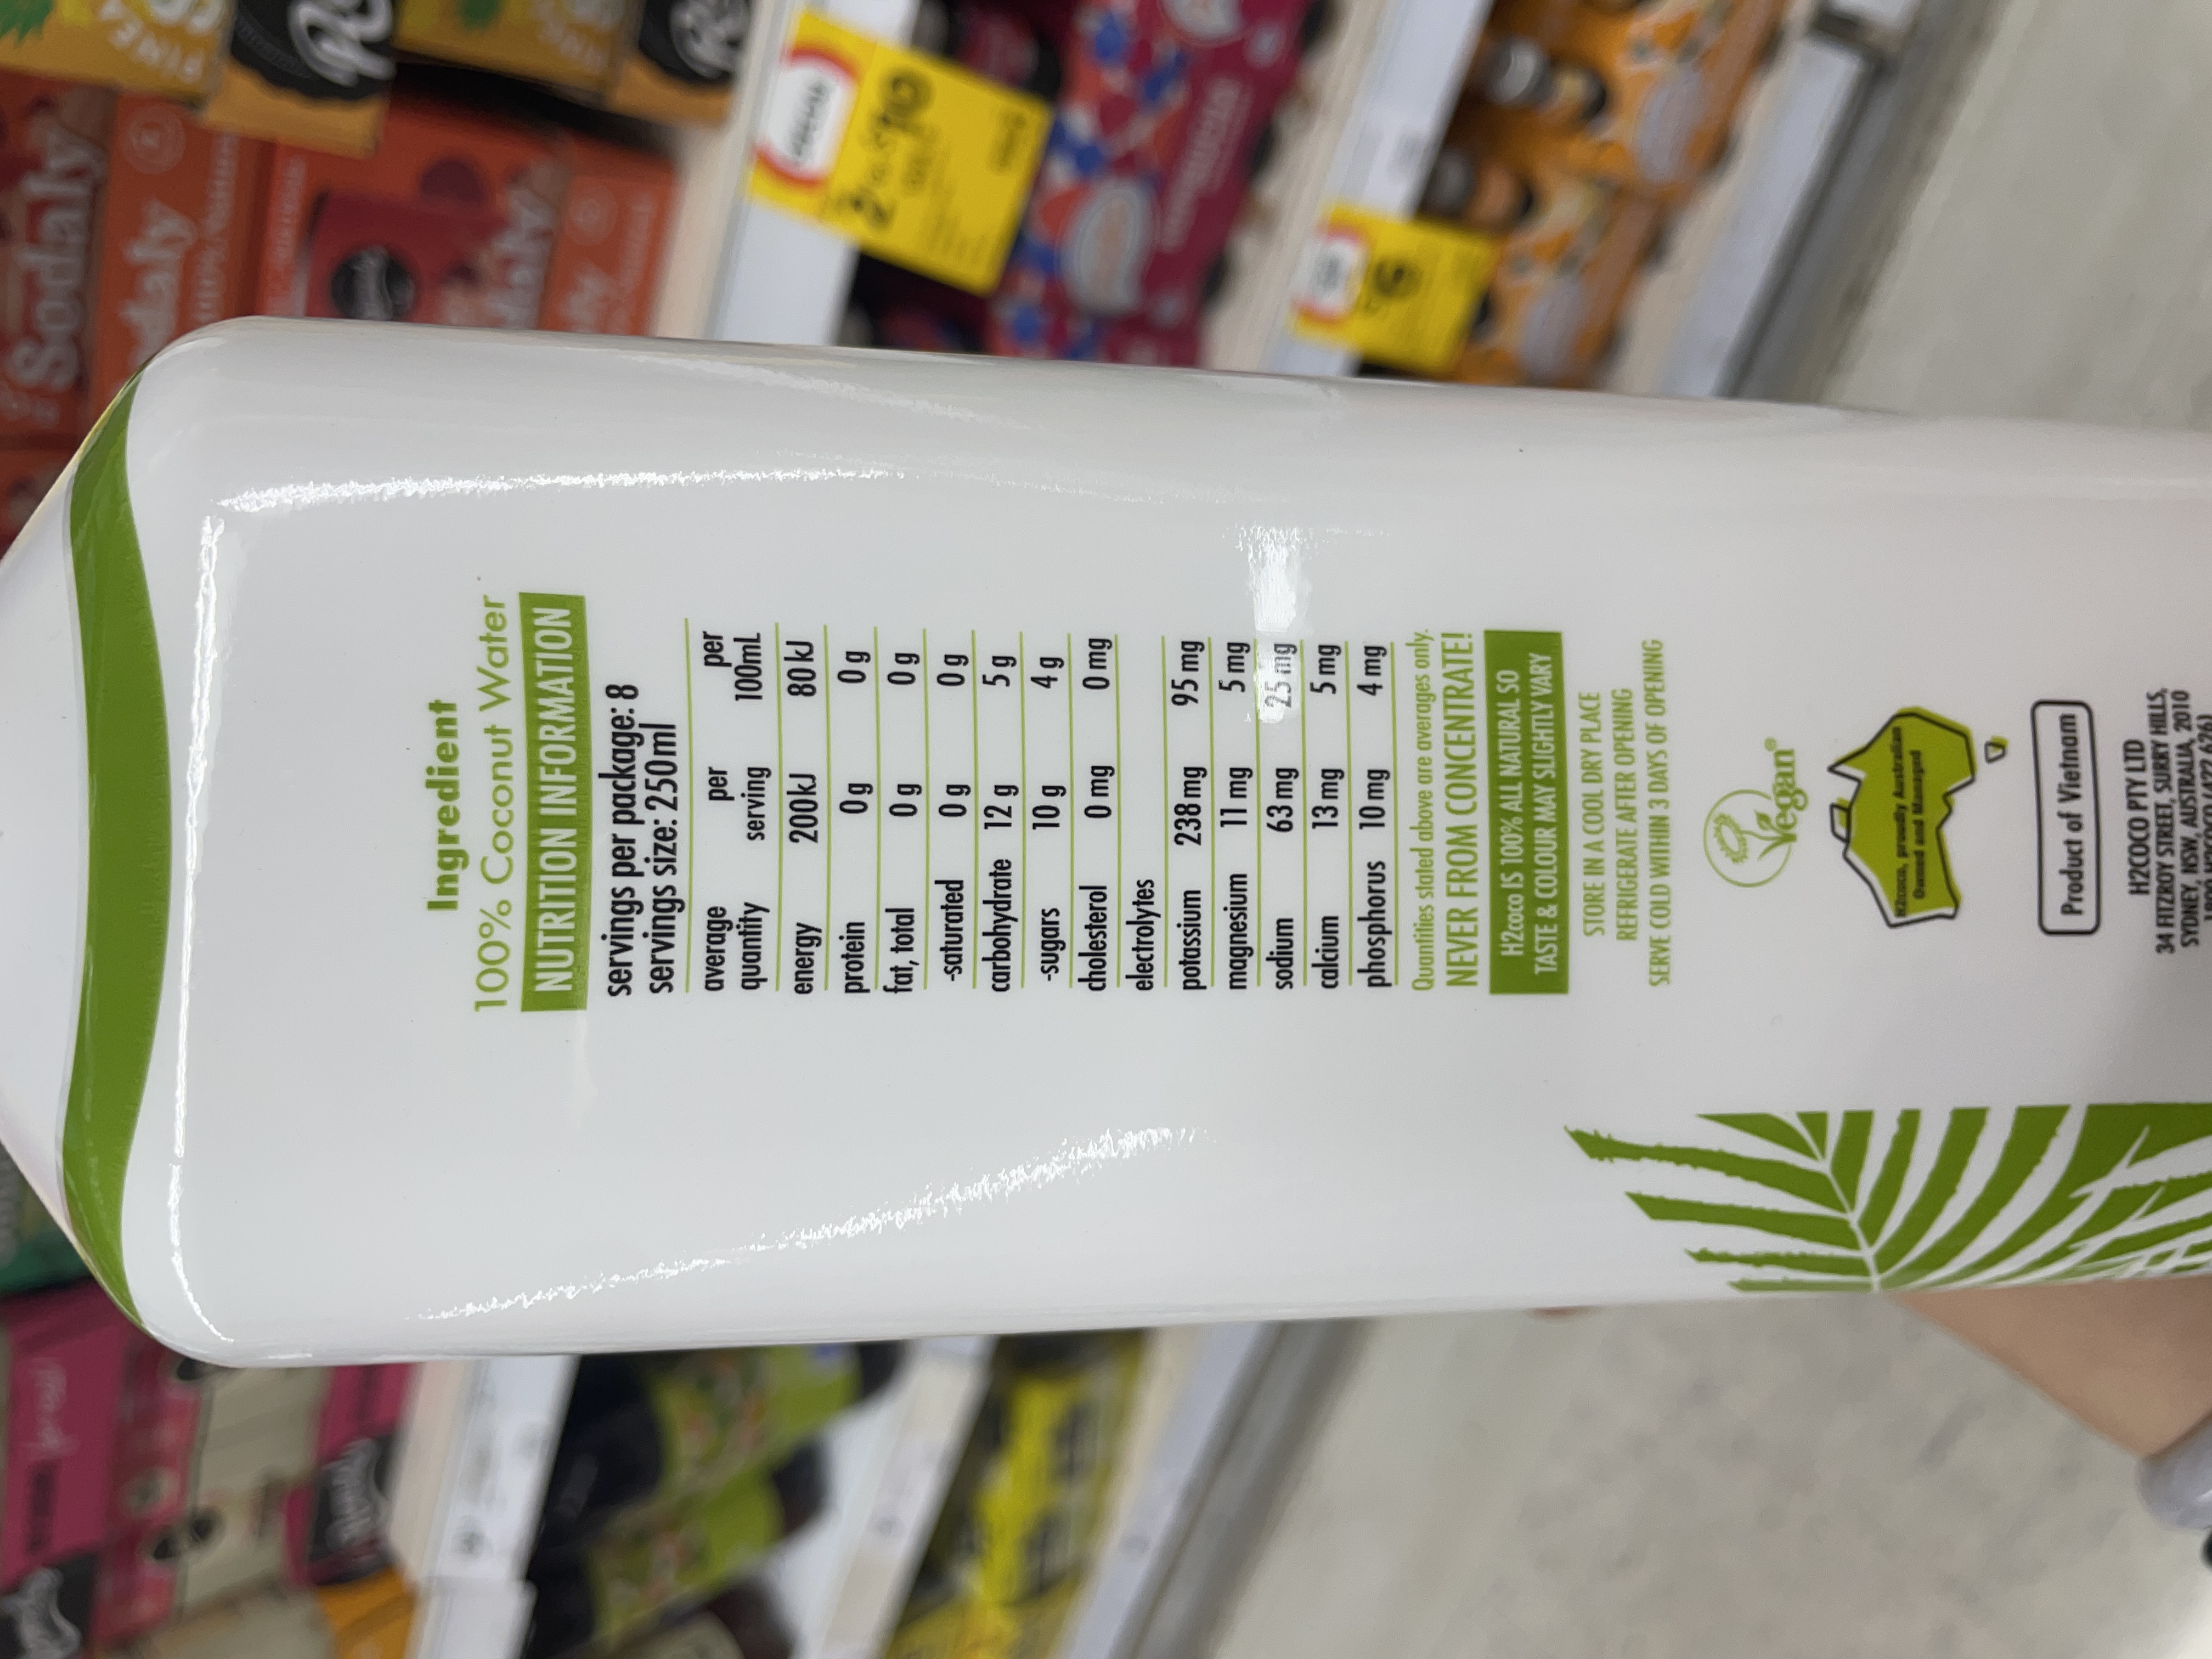 Ingredient
100% Coconut Water
NUTRITION INFORMATION
servings per package: 8
servings size: 250ml
average quantity per serving per 100mL
energy 200kJ 80kJ
protein 0g 0g
fat, total 0g 0g
-saturated 0g 0g
carbohydrate 12g 5g
-sugars 10g 4g
cholesterol 0mg 0mg
electrolytes
potassium 238mg 95mg
magnesium 11mg 5mg
sodium 63mg 25mg
calcium 13mg 5mg
phosphorus 10mg 4mg
Quantities stated above are averages only.
NEVER FROM CONCENTRATE!
H2coco IS 100% ALL NATURAL SO
TASTE & COLOUR MAY SLIGHTLY VARY
STORE IN A COOL DRY PLACE
REFRIGERATE AFTER OPENING
SERVE COLD WITHIN 3 DAYS OF OPENING
Vegan®
H2coco, proudly Australian
Owned and Managed
Product of Vietnam
H2COCO PTY LTD
34 FITZROY STREET, SURRY HILLS,
SYDNEY, NSW, AUSTRALIA, 2010
1800 H2COCO (422 626)
Sodaly